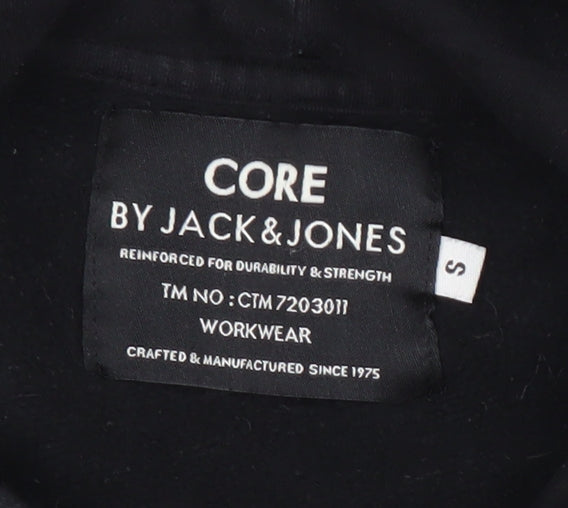 CORE
BY JACK & JONES
REINFORCED FOR DURABILITY & STRENGTH
TM NO : CTM 7203011
WORKWEAR
CRAFTED & MANUFACTURED SINCE 1975
S